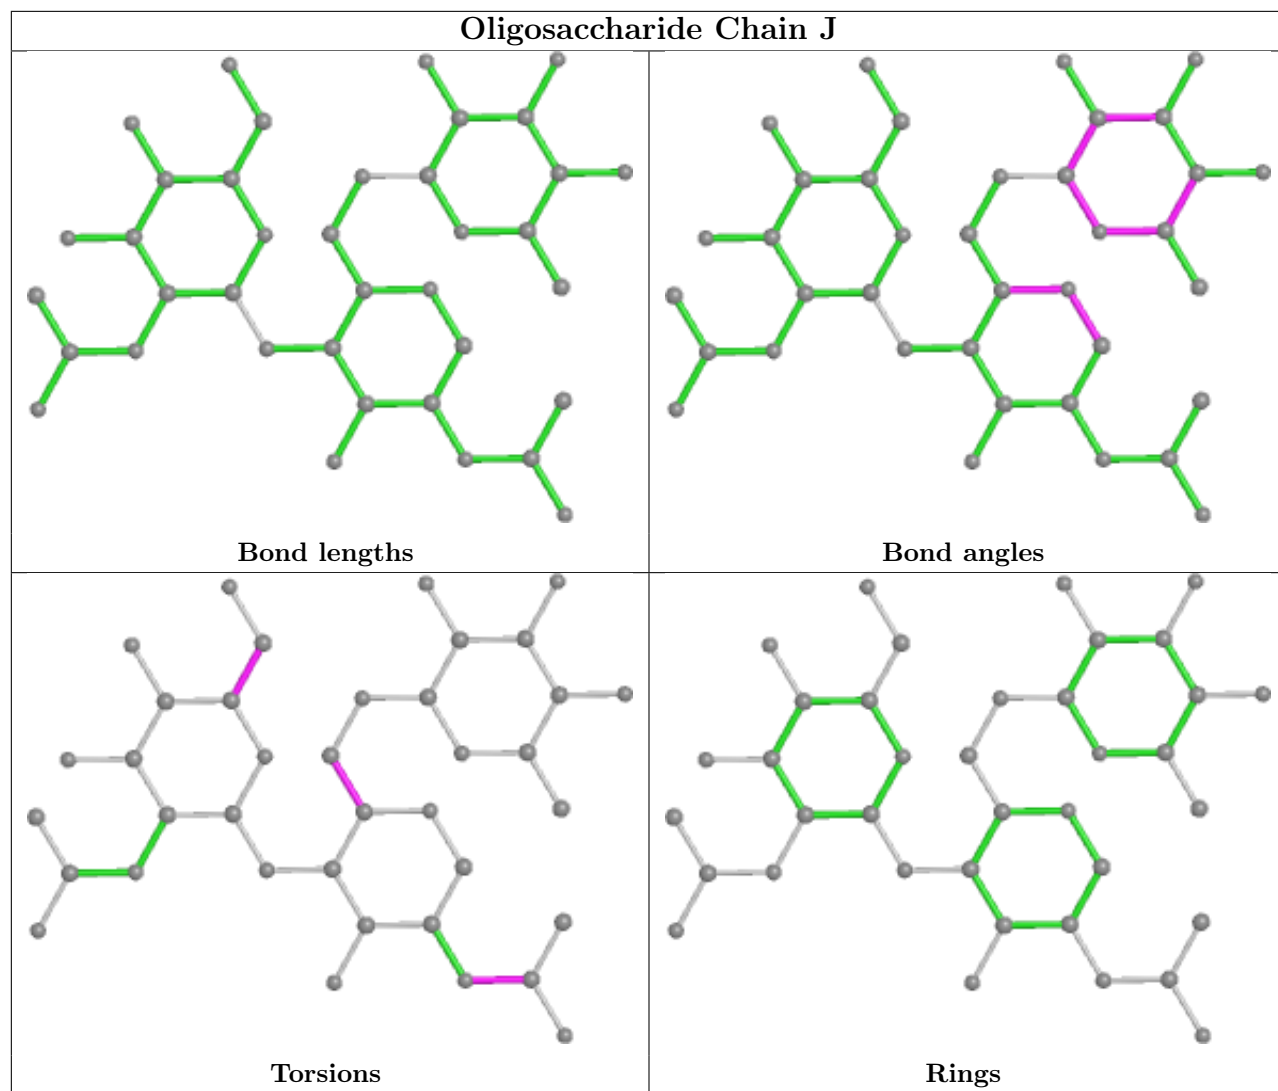 Oligosaccharide Chain J
Bond lengths
Bond angles
Torsions
Rings